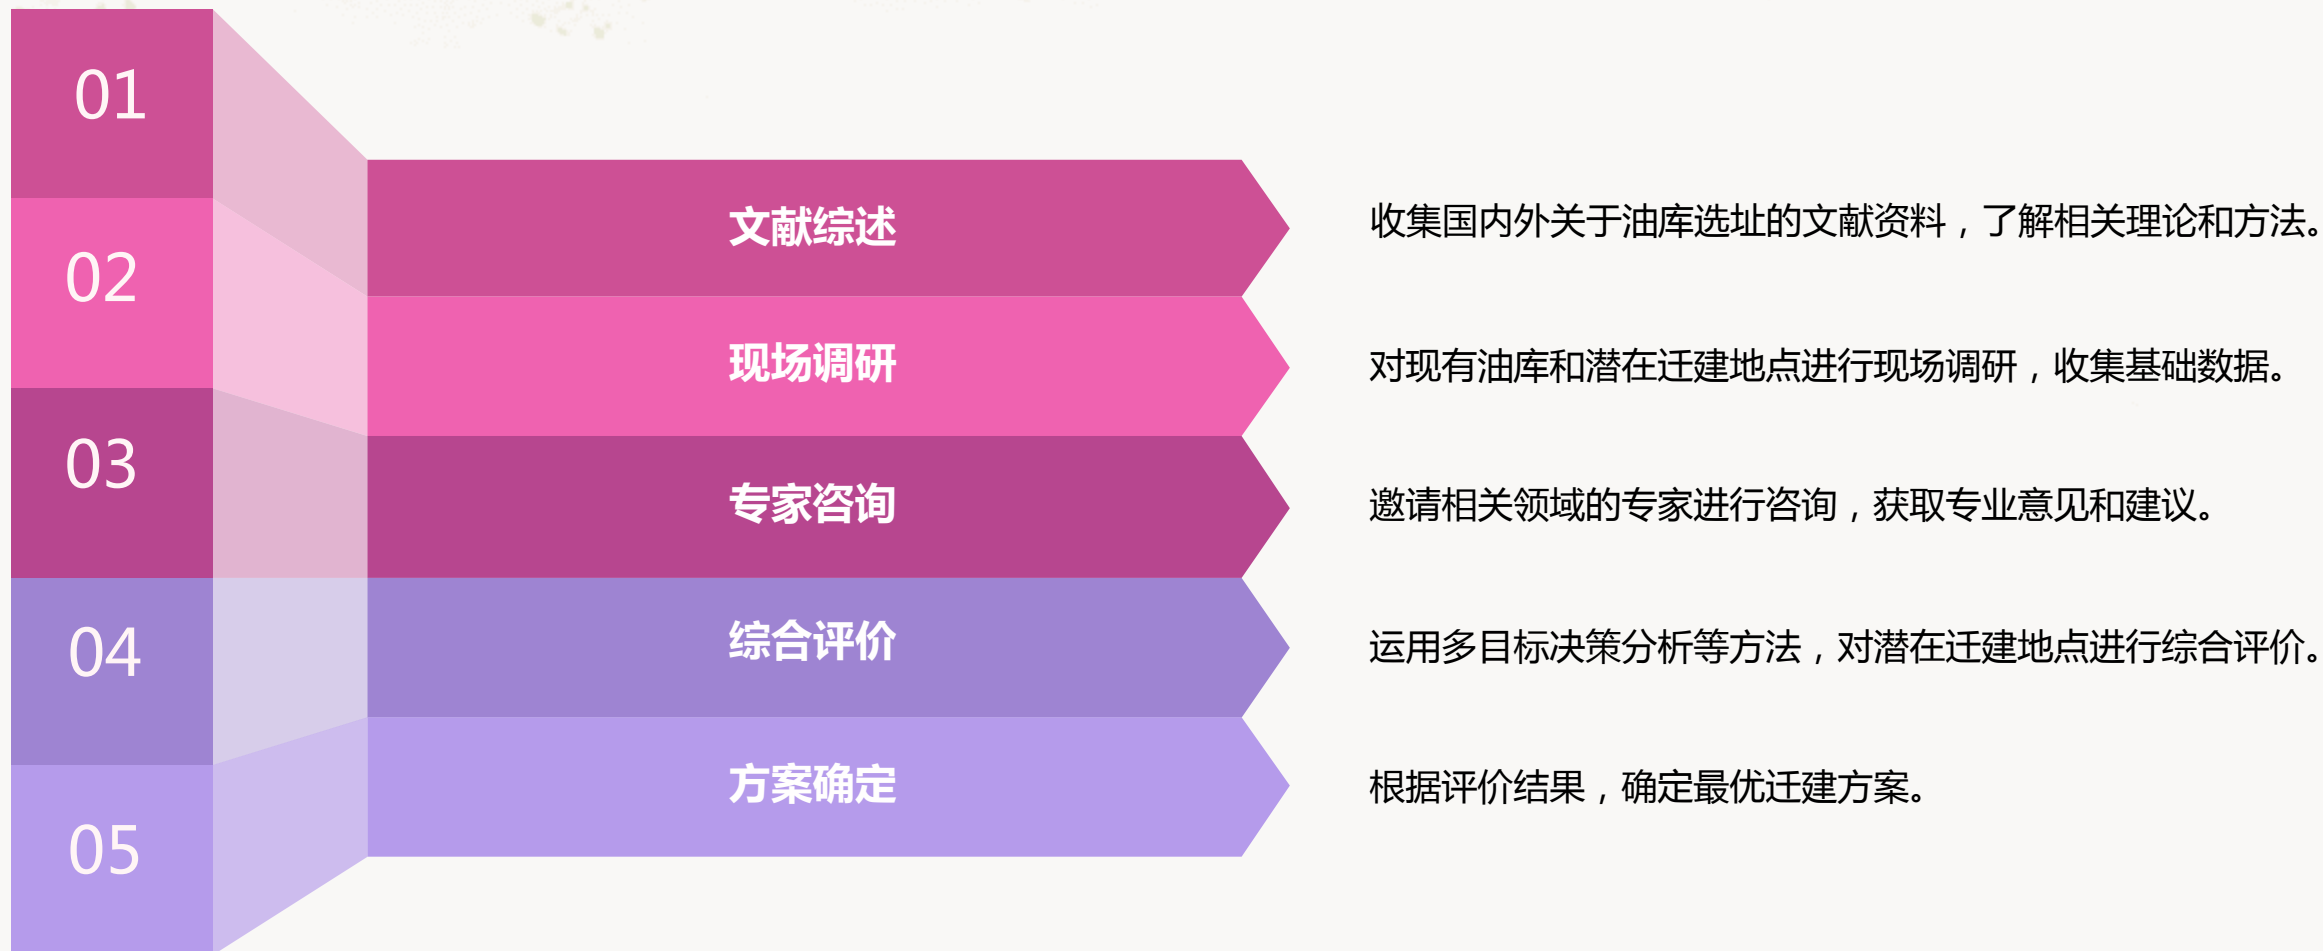 01
文献综述
收集国内外关于油库选址的文献资料，了解相关理论和方法。
02
现场调研
对现有油库和潜在迁建地点进行现场调研，收集基础数据。
03
专家咨询
邀请相关领域的专家进行咨询，获取专业意见和建议。
04
综合评价
运用多目标决策分析等方法，对潜在迁建地点进行综合评价。
05
方案确定
根据评价结果，确定最优迁建方案。